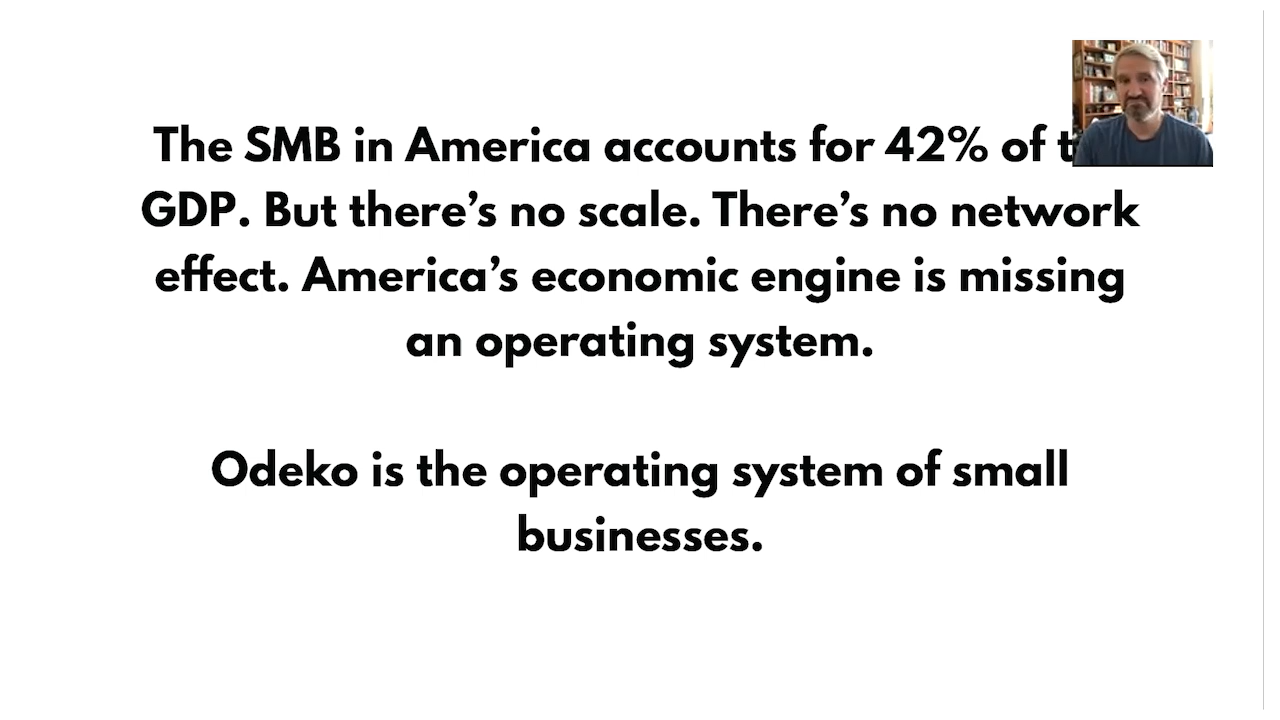 The SMB in America accounts for 42% of
GDP. But there’s no scale. There’s no network
effect. America’s economic engine is missing
an operating system.
Odeko is the operating system of small
businesses.